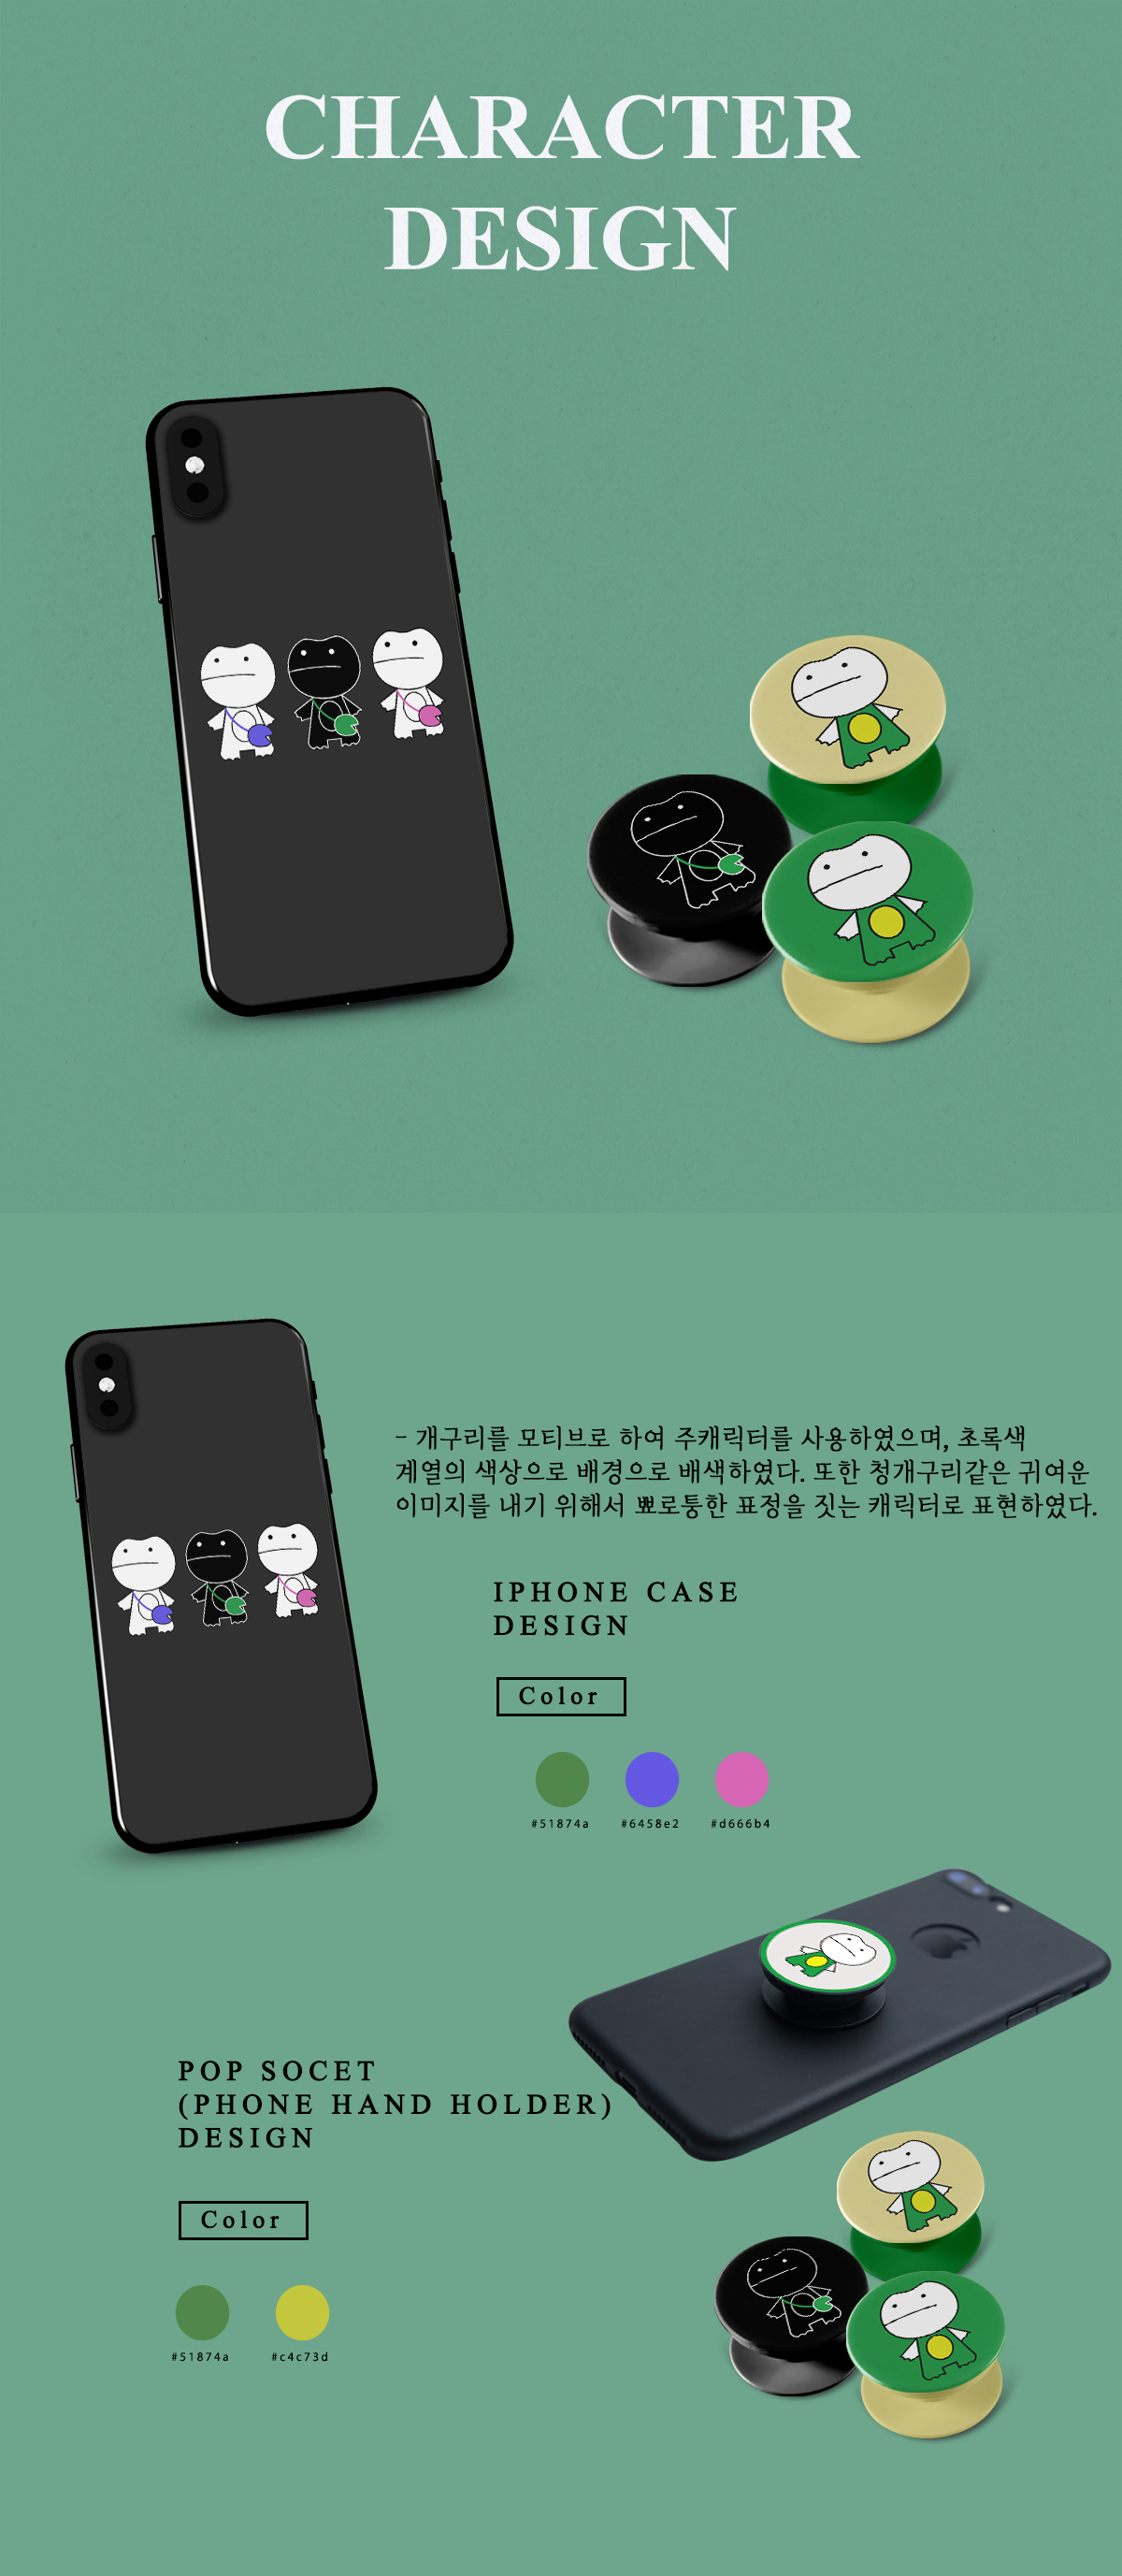 CHARACTER
DESIGN
- 개구리를 모티브로 하여 주캐릭터를 사용하였으며, 초록색
계열의 색상으로 배경으로 배색하였다. 또한 청개구리같은 귀여운
이미지를 내기 위해서 뾰로퉁한 표정을 짓는 캐릭터로 표현하였다.
IPHONE CASE
DESIGN
Color
#51874a #6458e2 #d666b4
POP SOCET
(PHONE HAND HOLDER)
DESIGN
Color
#51874a #c4c73d